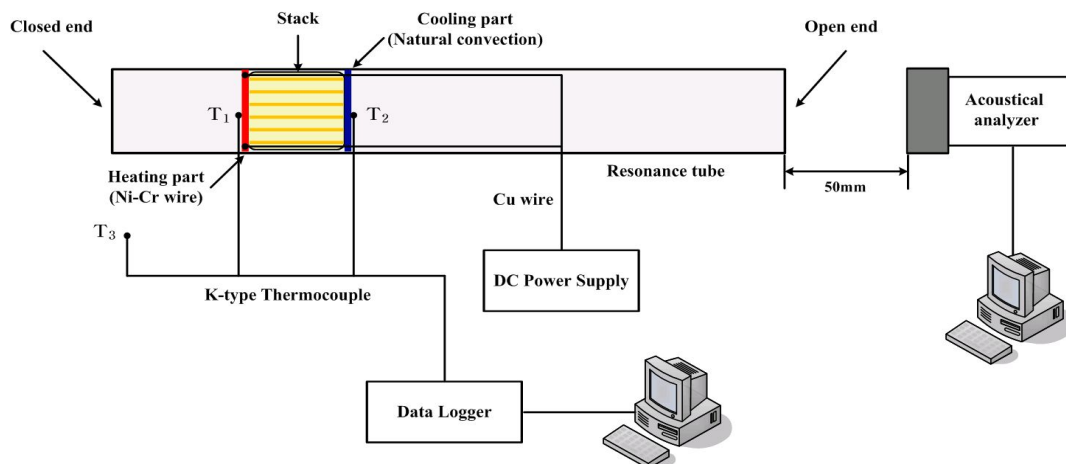 Closed end
Stack
Cooling part
(Natural convection)
Open end
T1
T2
Acoustical
analyzer
Heating part
(Ni-Cr wire)
Resonance tube
50mm
Cu wire
T3
DC Power Supply
K-type Thermocouple
Data Logger